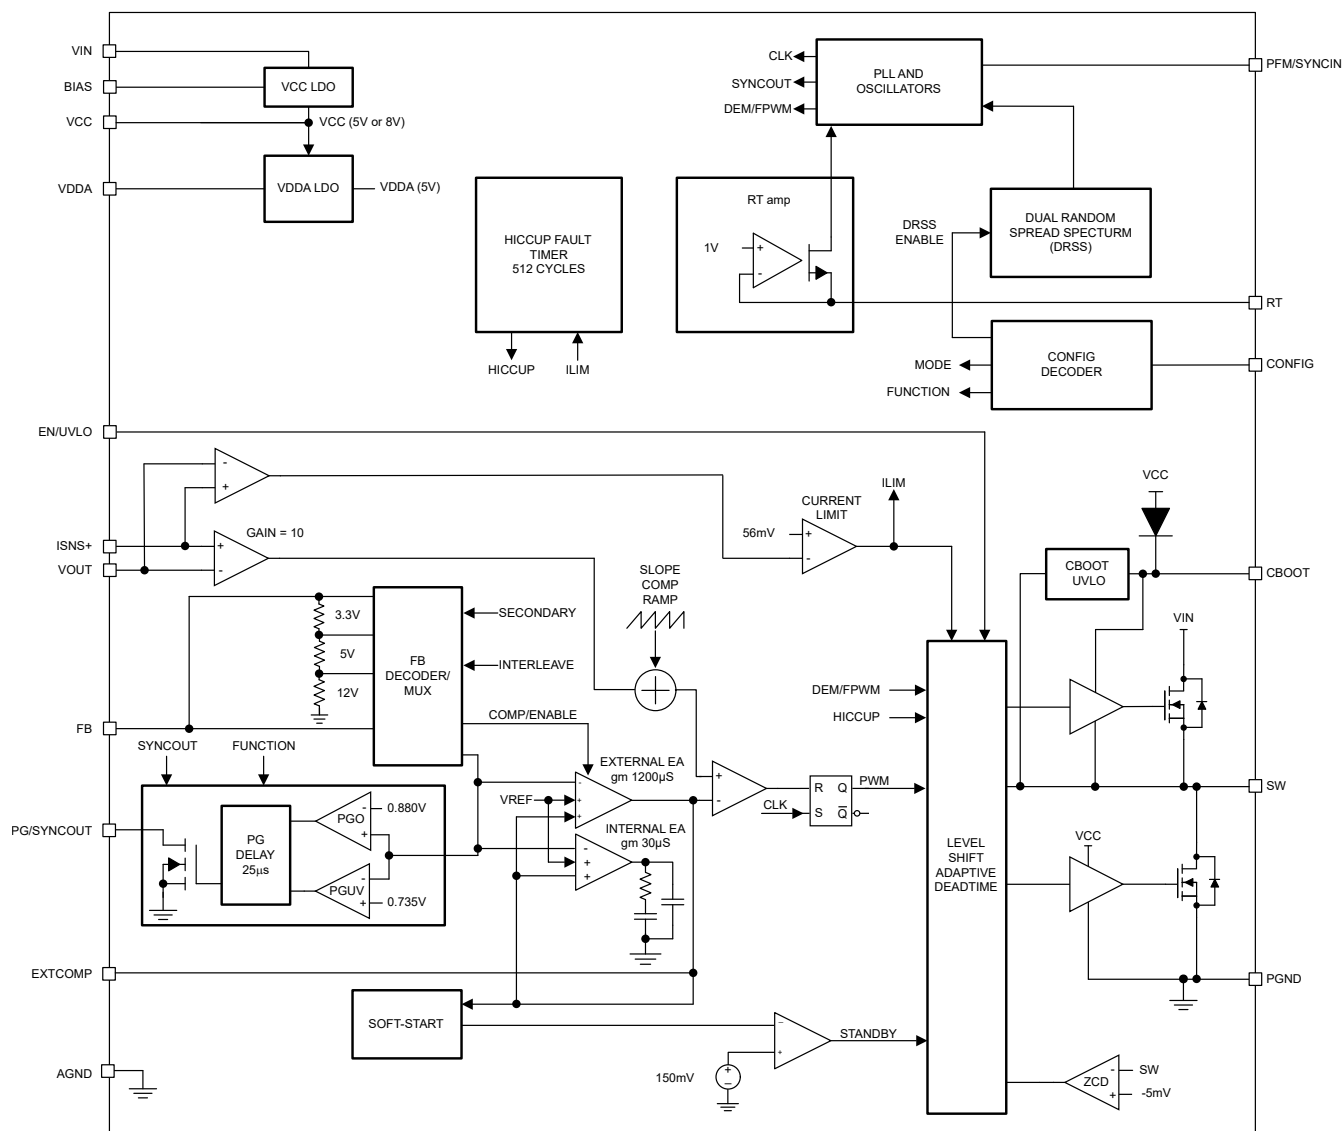 VIN
BIAS
VCC
VDDA
VCC LDO
VCC (5V or 8V)
VDDA LDO
VDDA (5V)
HICCUP FAULT
TIMER
512 CYCLES
HICCUP
ILIM
CLK
SYNCOUT
DEM/FPWM
PLL AND
OSCILLATORS
PFM/SYNCIN
RT amp
1V
+
-
DRSS
ENABLE
DUAL RANDOM
SPREAD SPECTURM
(DRSS)
RT
MODE
FUNCTION
CONFIG
DECODER
CONFIG
EN/UVLO
-
+
ISNS+
VOUT
+
-
GAIN = 10
CURRENT
LIMIT
56mV
+
-
ILIM
VCC
CBOOT
UVLO
CBOOT
3.3V
5V
12V
FB
DECODER/
MUX
SECONDARY
INTERLEAVE
COMP/ENABLE
SLOPE
COMP
RAMP
VIN
FB
DEM/FPWM
HICCUP
SYNCOUT
FUNCTION
EXTERNAL EA
gm 1200µS
-
+
+
VREF
+
-
R
Q
S
Q
CLK
PWM
SW
PG/SYNCOUT
PG
DELAY
25µs
PGO
-
+
0.880V
PGUV
-
+
0.735V
INTERNAL EA
gm 30µS
-
+
+
LEVEL
SHIFT
ADAPTIVE
DEADTIME
VCC
EXTCOMP
PGND
SOFT-START
–
+
STANDBY
150mV
+
–
AGND
ZCD
-
+
SW
-5mV